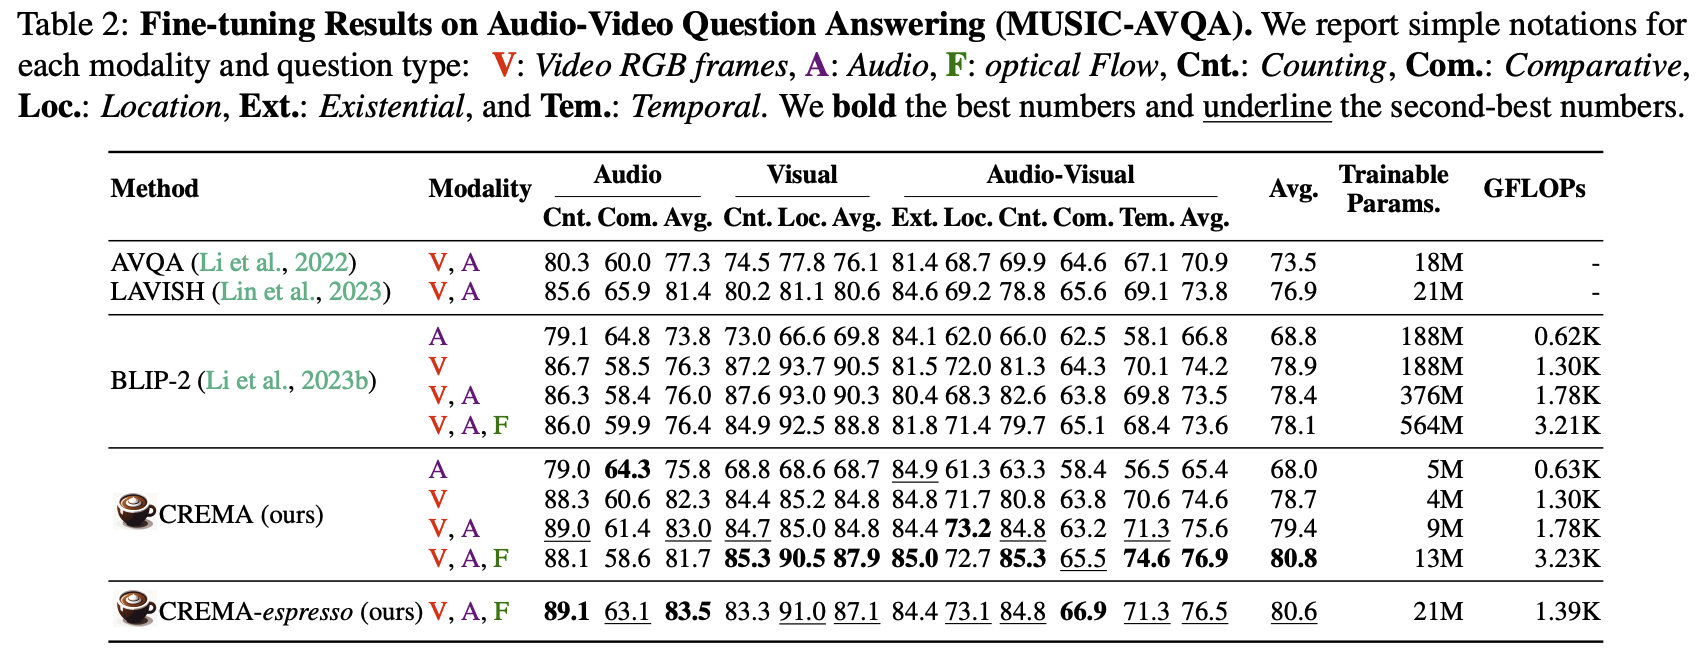 Table 2: Fine-tuning Results on Audio-Video Question Answering (MUSIC-AVQA). We report simple notations for
each modality and question type: V: Video RGB frames, A: Audio, F: optical Flow, Cnt.: Counting, Com.: Comparative,
Loc.: Location, Ext.: Existential, and Tem.: Temporal. We bold the best numbers and underline the second-best numbers.
Method Modality Audio Visual Audio-Visual Avg. Trainable Params. GFLOPs
Cnt. Com. Avg. Cnt. Loc. Avg. Ext. Loc. Cnt. Com. Tem. Avg.
AVQA (Li et al., 2022) V, A 80.3 60.0 77.3 74.5 77.8 76.1 81.4 68.7 69.9 64.6 67.1 70.9 73.5 18M -
LAVISH (Lin et al., 2023) V, A 85.6 65.9 81.4 80.2 81.1 80.6 84.6 69.2 78.8 65.6 69.1 73.8 76.9 21M -
BLIP-2 (Li et al., 2023b)
A 79.1 64.8 73.8 73.0 66.6 69.8 84.1 62.0 66.0 62.5 58.1 66.8 68.8 188M 0.62K
V 86.7 58.5 76.3 87.2 93.7 90.5 81.5 72.0 81.3 64.3 70.1 74.2 78.9 188M 1.30K
V, A 86.3 58.4 76.0 87.6 93.0 90.3 80.4 68.3 82.6 63.8 69.8 73.5 78.4 376M 1.78K
V, A, F 86.0 59.9 76.4 84.9 92.5 88.8 81.8 71.4 79.7 65.1 68.4 73.6 78.1 564M 3.21K
CREMA (ours)
A 79.0 64.3 75.8 68.8 68.6 68.7 84.9 61.3 63.3 58.4 56.5 65.4 68.0 5M 0.63K
V 88.3 60.6 82.3 84.4 85.2 84.8 84.8 71.7 80.8 63.8 70.6 74.6 78.7 4M 1.30K
V, A 89.0 61.4 83.0 84.7 85.0 84.8 84.4 73.2 84.8 63.2 71.3 75.6 79.4 9M 1.78K
V, A, F 88.1 58.6 81.7 85.3 90.5 87.9 85.0 72.7 85.3 65.5 74.6 76.9 80.8 13M 3.23K
CREMA-espresso (ours) V, A, F 89.1 63.1 83.5 83.3 91.0 87.1 84.4 73.1 84.8 66.9 71.3 76.5 80.6 21M 1.39K